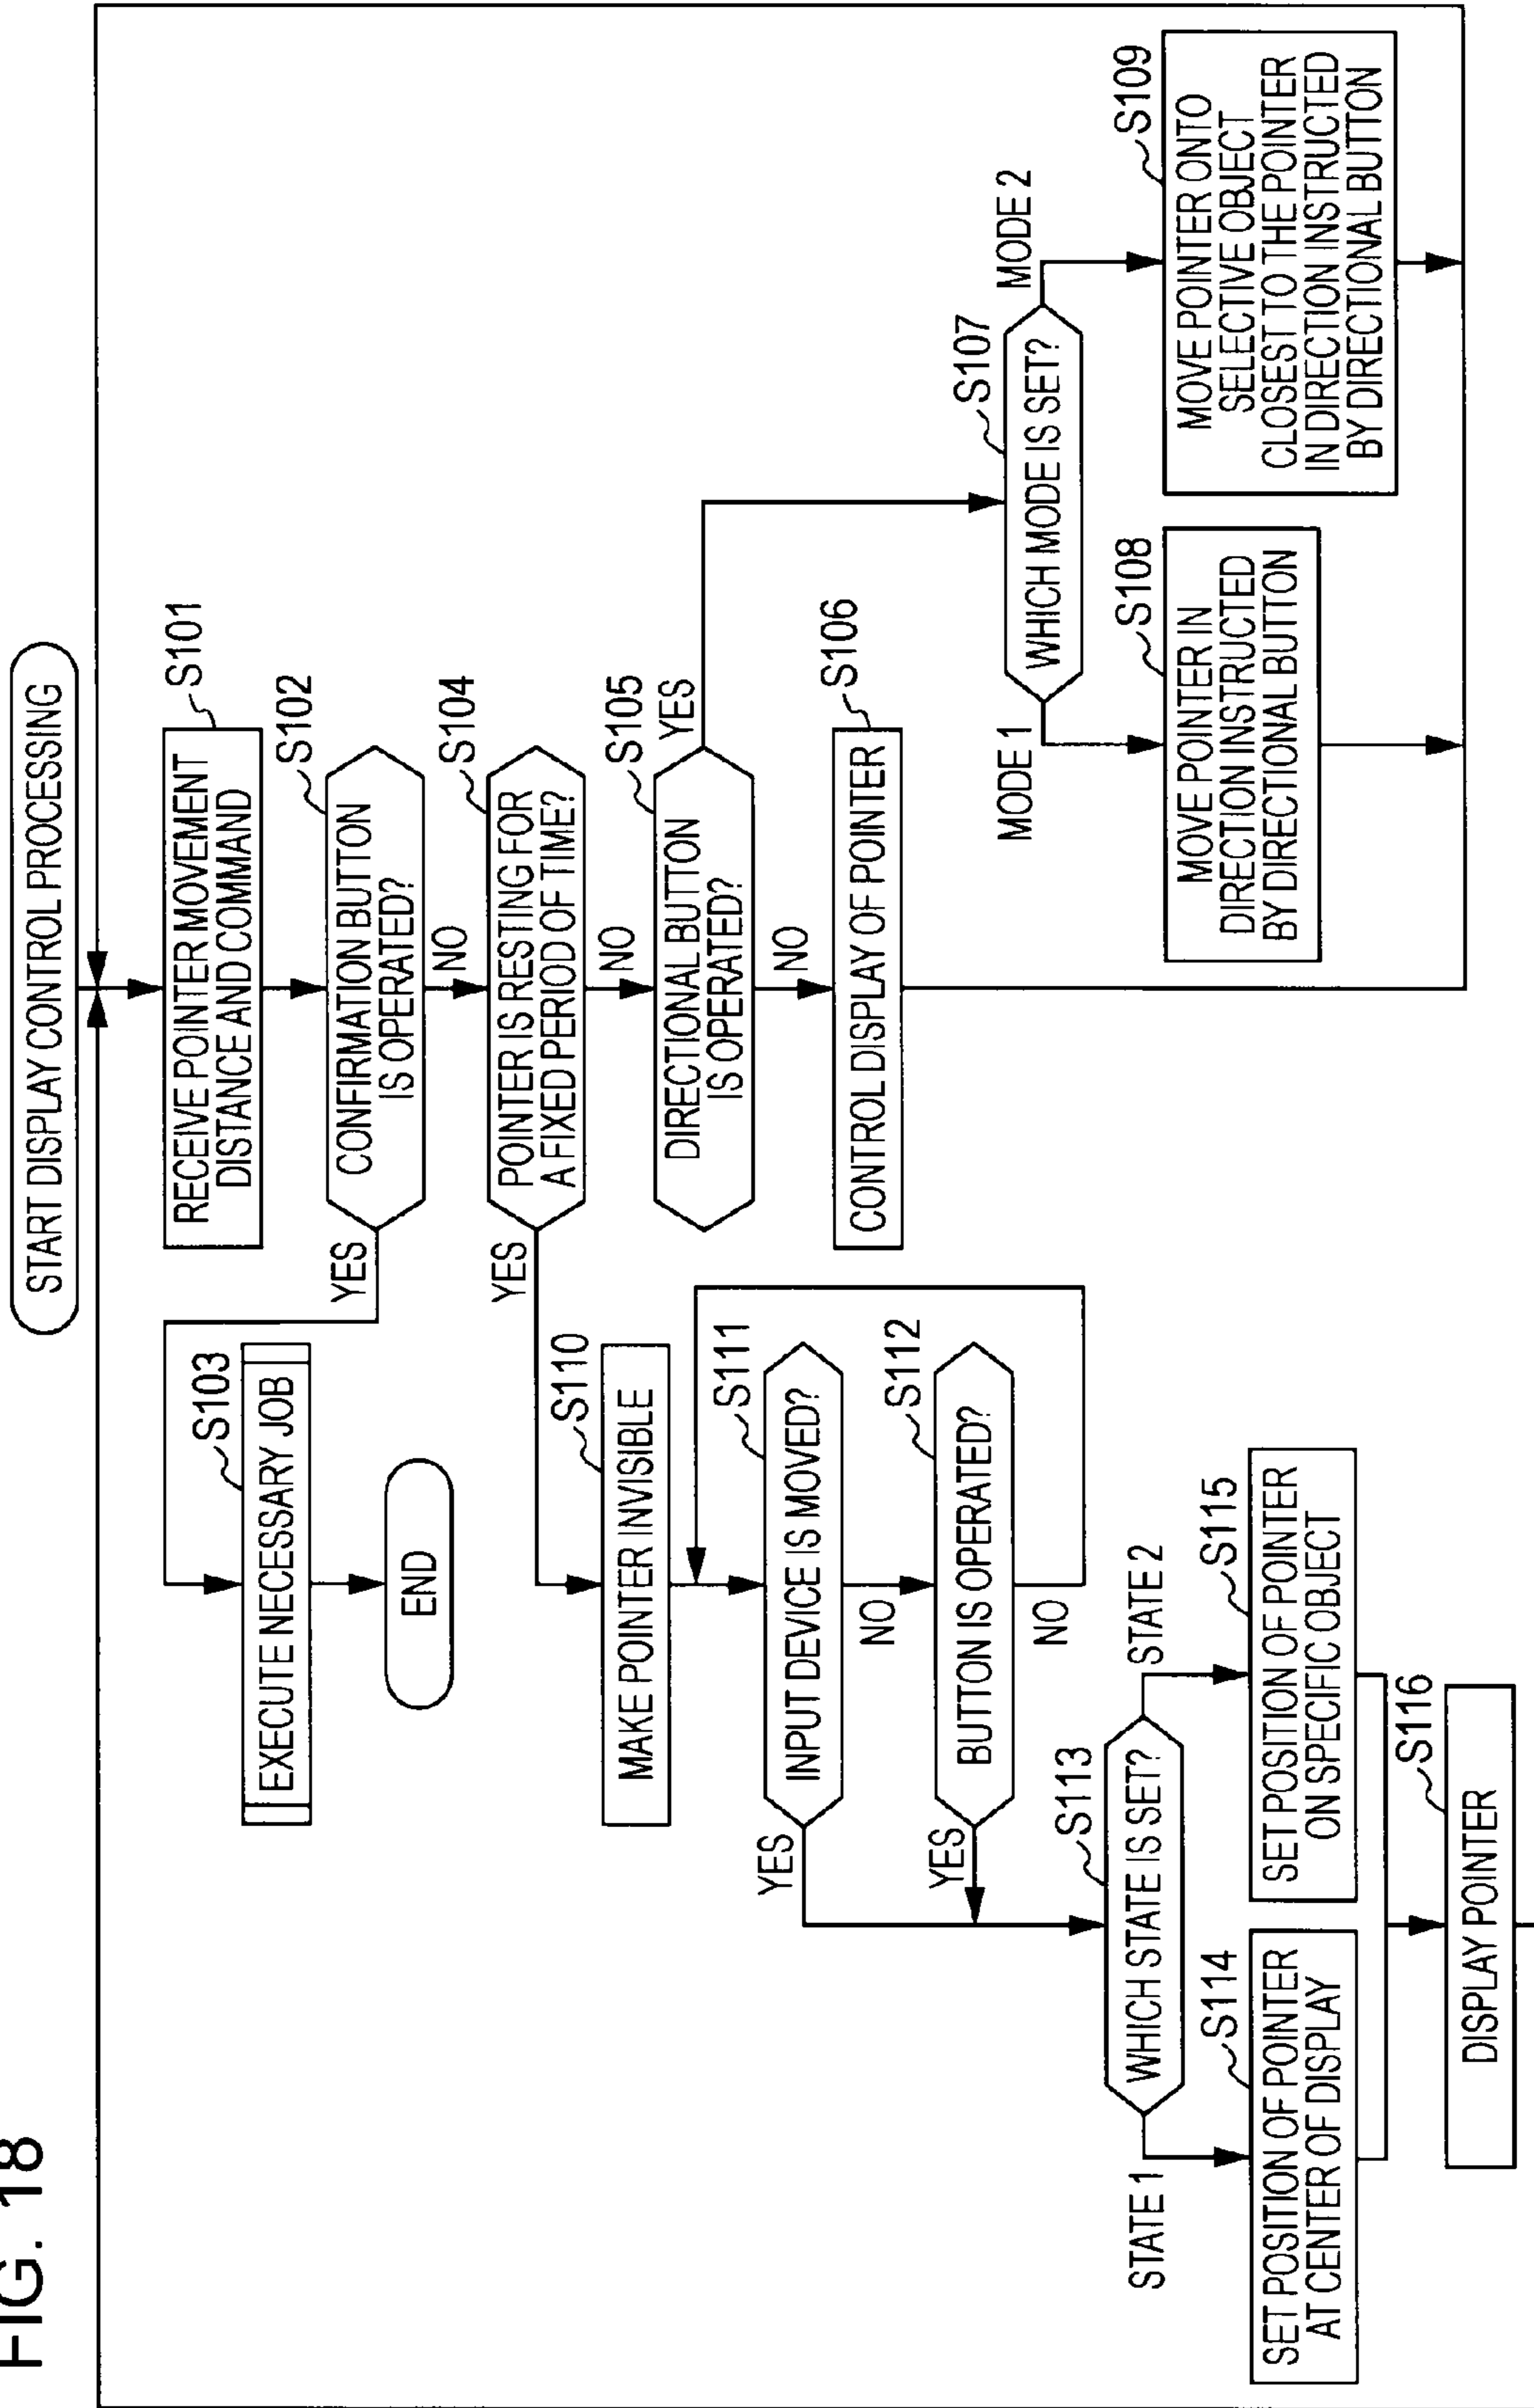 FIG. 18
START DISPLAY CONTROL PROCESSING
S101
RECEIVE POINTER MOVEMENT
DISTANCE AND COMMAND
S102
CONFIRMATION BUTTON
IS OPERATED?
YES
NO
S103
EXECUTE NECESSARY JOB
END
S104
POINTER IS RESTING FOR
A FIXED PERIOD OF TIME?
YES
NO
S105
DIRECTIONAL BUTTON
IS OPERATED?
YES
NO
S106
CONTROL DISPLAY OF POINTER
S107
WHICH MODE IS SET?
MODE 1
MODE 2
S108
MOVE POINTER IN
DIRECTION INSTRUCTED
BY DIRECTIONAL BUTTON
S109
MOVE POINTER ONTO
SELECTIVE OBJECT
CLOSEST TO THE POINTER
IN DIRECTION INSTRUCTED
BY DIRECTIONAL BUTTON
S110
MAKE POINTER INVISIBLE
S111
INPUT DEVICE IS MOVED?
YES
NO
S112
BUTTON IS OPERATED?
YES
NO
S113
WHICH STATE IS SET?
STATE 1
STATE 2
S114
SET POSITION OF POINTER
AT CENTER OF DISPLAY
S115
SET POSITION OF POINTER
ON SPECIFIC OBJECT
S116
DISPLAY POINTER